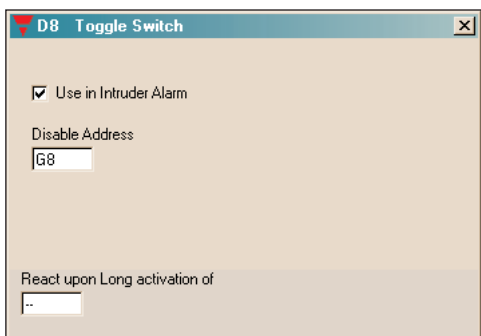 D8 Toggle Switch
Use in Intruder Alarm
Disable Address
G8
React upon Long activation of
--